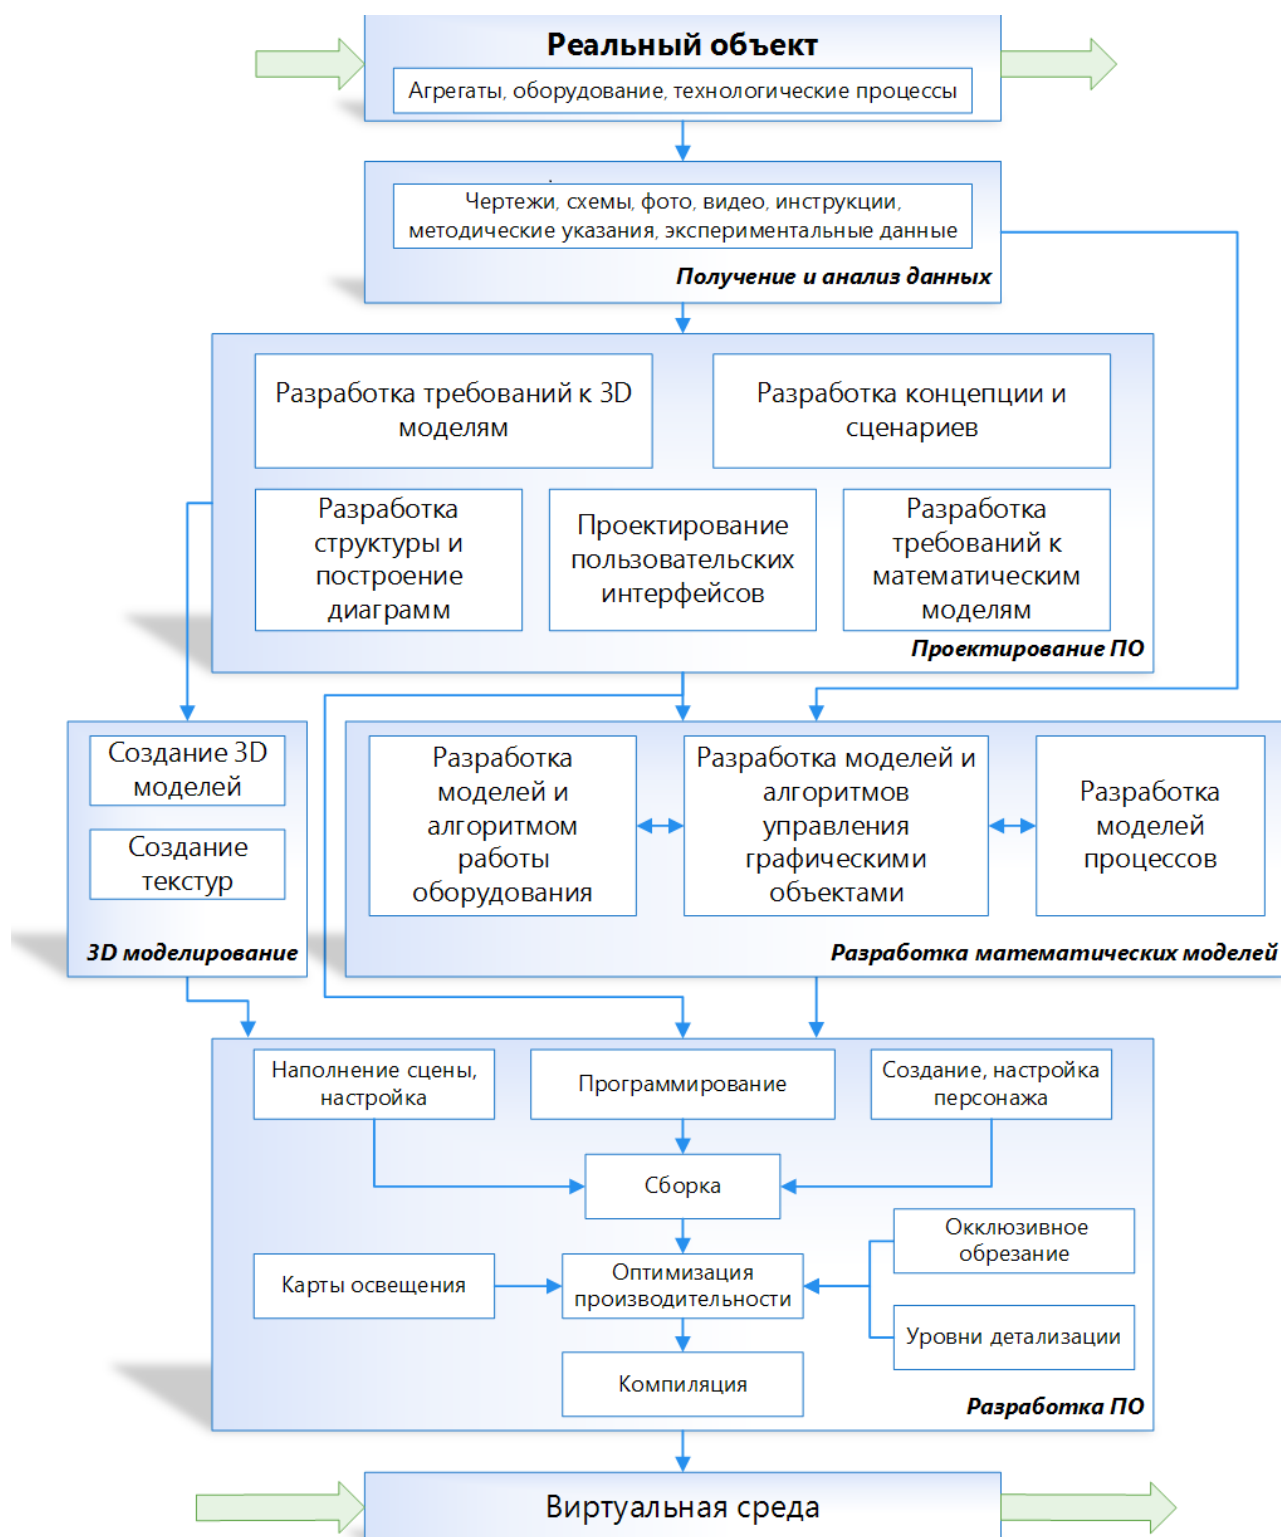 Реальный объект
Агрегаты, оборудование, технологические процессы
Чертежи, схемы, фото, видео, инструкции,
методические указания, экспериментальные данные
Получение и анализ данных
Разработка требований к 3D
моделям
Разработка концепции и
сценариев
Разработка
структуры и
построение
диаграмм
Проектирование
пользовательских
интерфейсов
Разработка
требований к
математическим
моделям
Проектирование ПО
Создание 3D
моделей
Создание
текстур
3D моделирование
Разработка
моделей и
алгоритмом
работы
оборудования
Разработка моделей и
алгоритмов
управления
графическими
объектами
Разработка
моделей
процессов
Разработка математических моделей
Наполнение сцены,
настройка
Программирование
Создание, настройка
персонажа
Сборка
Карты освещения
Оптимизация
производительности
Окклюзивное
обрезание
Уровни детализации
Компиляция
Разработка ПО
Виртуальная среда